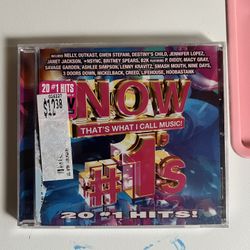 INCLUDES NELLY, OUTKAST, GWEN STEFANI, DESTINY'S CHILD, JENNIFER LOPEZ,
JANET JACKSON, *NSYNC, BRITNEY SPEARS, B2K FEATURING P. DIDDY, MACY GRAY,
SAVAGE GARDEN, ASHLEE SIMPSON, LENNY KRAVITZ, SMASH MOUTH, NINE DAYS,
3 DOORS DOWN, NICKELBACK, CREED, LIFEHOUSE, HOOBASTANK
20 #1 HITS
NOW
THAT'S WHAT I CALL MUSIC!
#1's
20 #1 HITS!